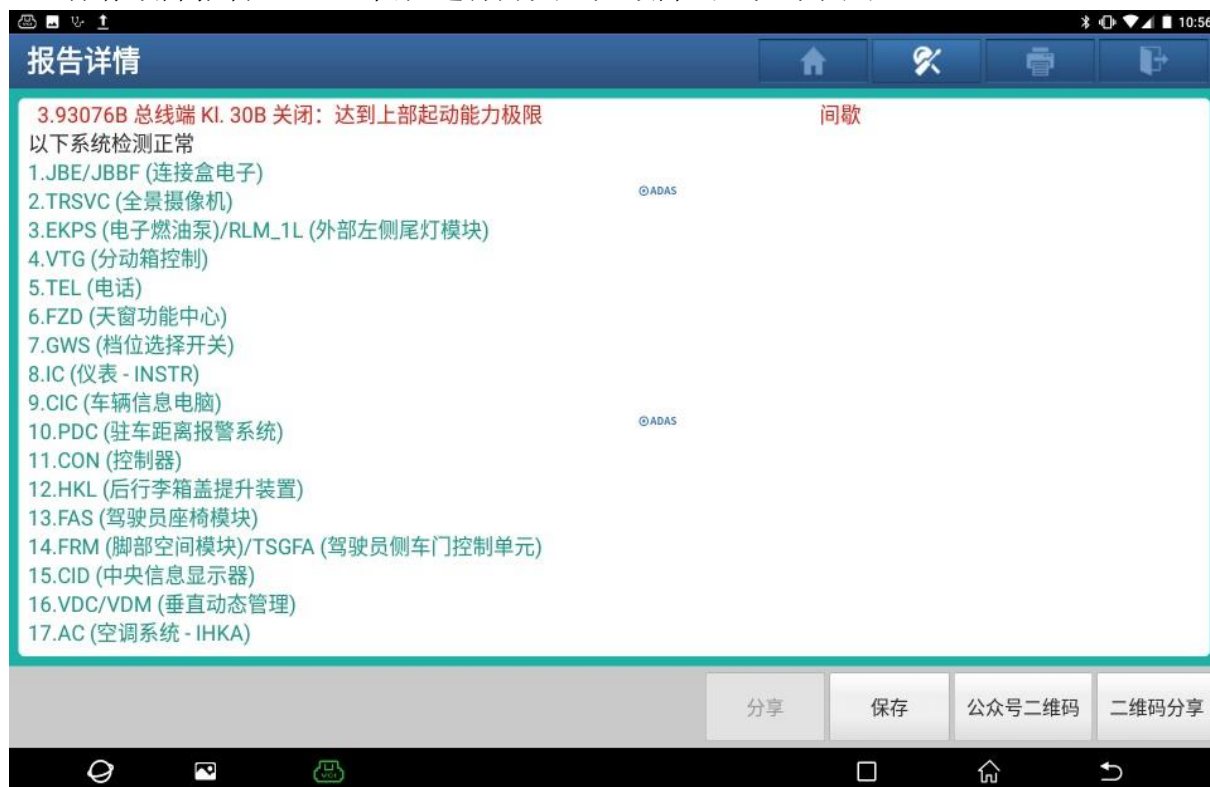 10:56
报告详情
3.93076B 总线端 Kl. 30B 关闭：达到上部起动能力极限 间歇
以下系统检测正常
1.JBE/JBBF (连接盒电子)
ADAS
2.TRSVC (全景摄像机)
3.EKPS (电子燃油泵)/RLM_1L (外部左侧尾灯模块)
4.VTG (分动箱控制)
5.TEL (电话)
6.FZD (天窗功能中心)
7.GWS (档位选择开关)
8.IC (仪表 - INSTR)
9.CIC (车辆信息电脑)
10.PDC (驻车距离报警系统) ADAS
11.CON (控制器)
12.HKL (后行李箱盖提升装置)
13.FAS (驾驶员座椅模块)
14.FRM (脚部空间模块)/TSGFA (驾驶员侧车门控制单元)
15.CID (中央信息显示器)
16.VDC/VDM (垂直动态管理)
17.AC (空调系统 - IHKA)
分享 保存 公众号二维码 二维码分享
VCI